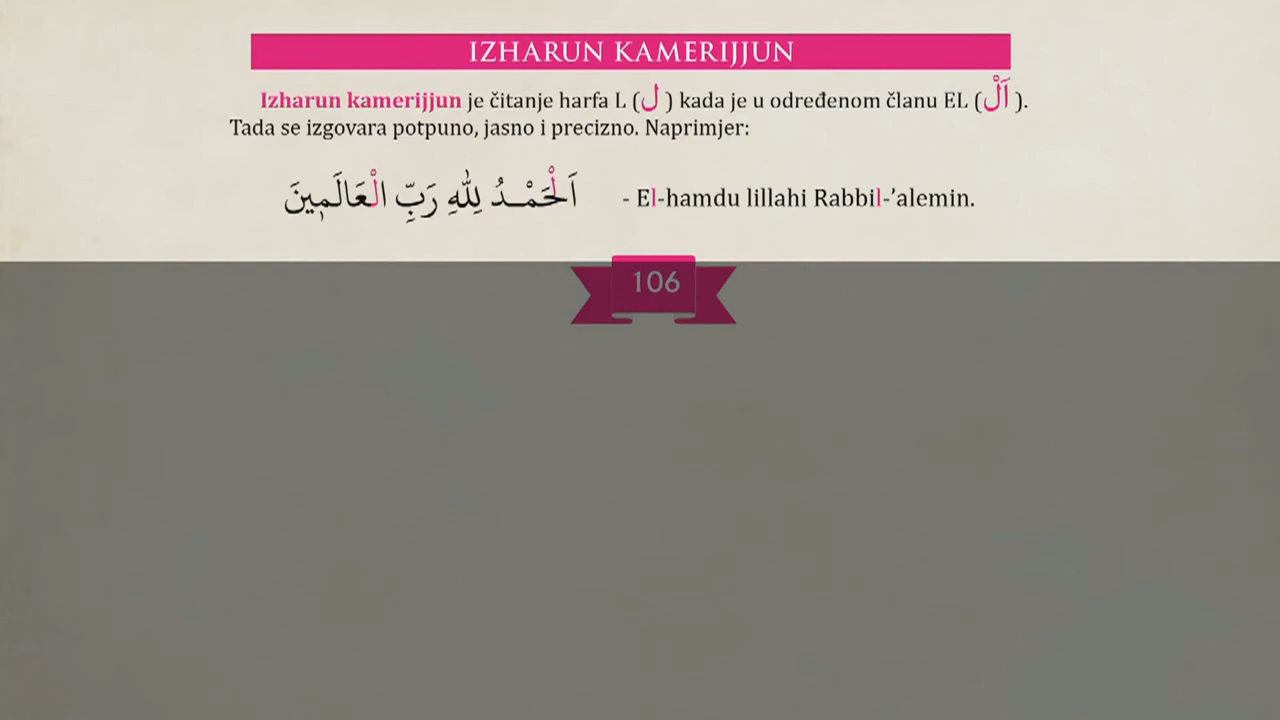 IZHARUN KAMERIJJUN
Izharun kamerijjun je čitanje harfa L (ل) kada je u određenom članu EL (اَلْ).
Tada se izgovara potpuno, jasno i precizno. Naprimjer:
اَلْحَمْدُ لِلّٰهِ رَبِّ الْعَالَمٖينَ - El-hamdu lillahi Rabbil-’alemin.
106